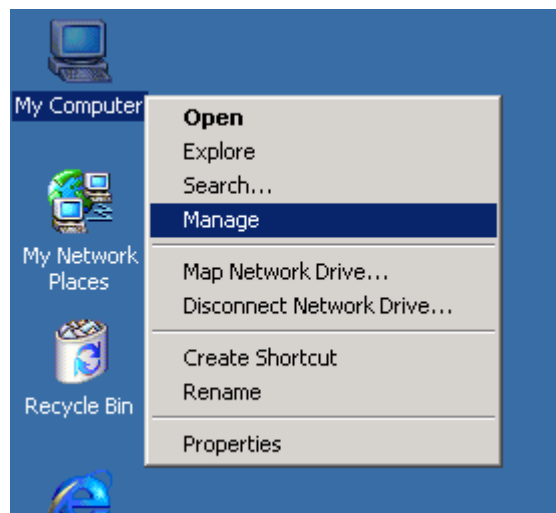 My Computer
Open
Explore
Search...
Manage
My Network
Places
Map Network Drive...
Disconnect Network Drive...
Create Shortcut
Rename
Recycle Bin
Properties